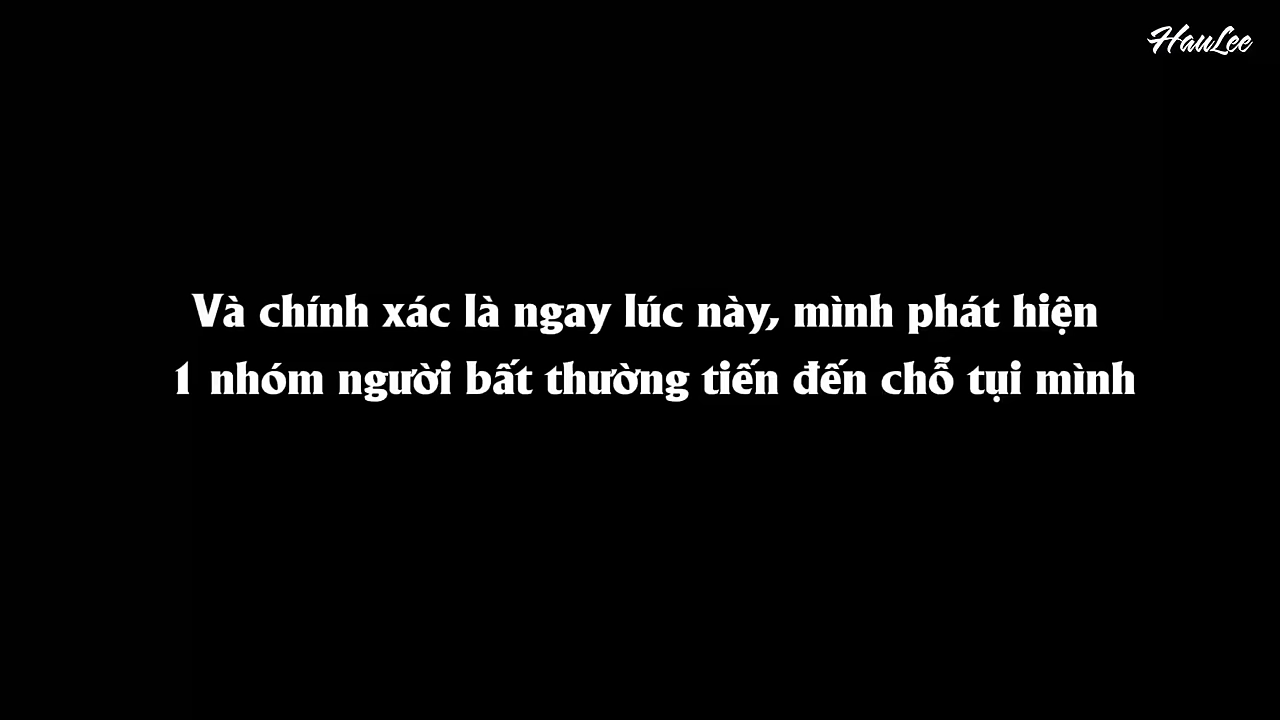 HauLee
Và chính xác là ngay lúc này, mình phát hiện
1 nhóm người bất thường tiến đến chỗ tụi mình